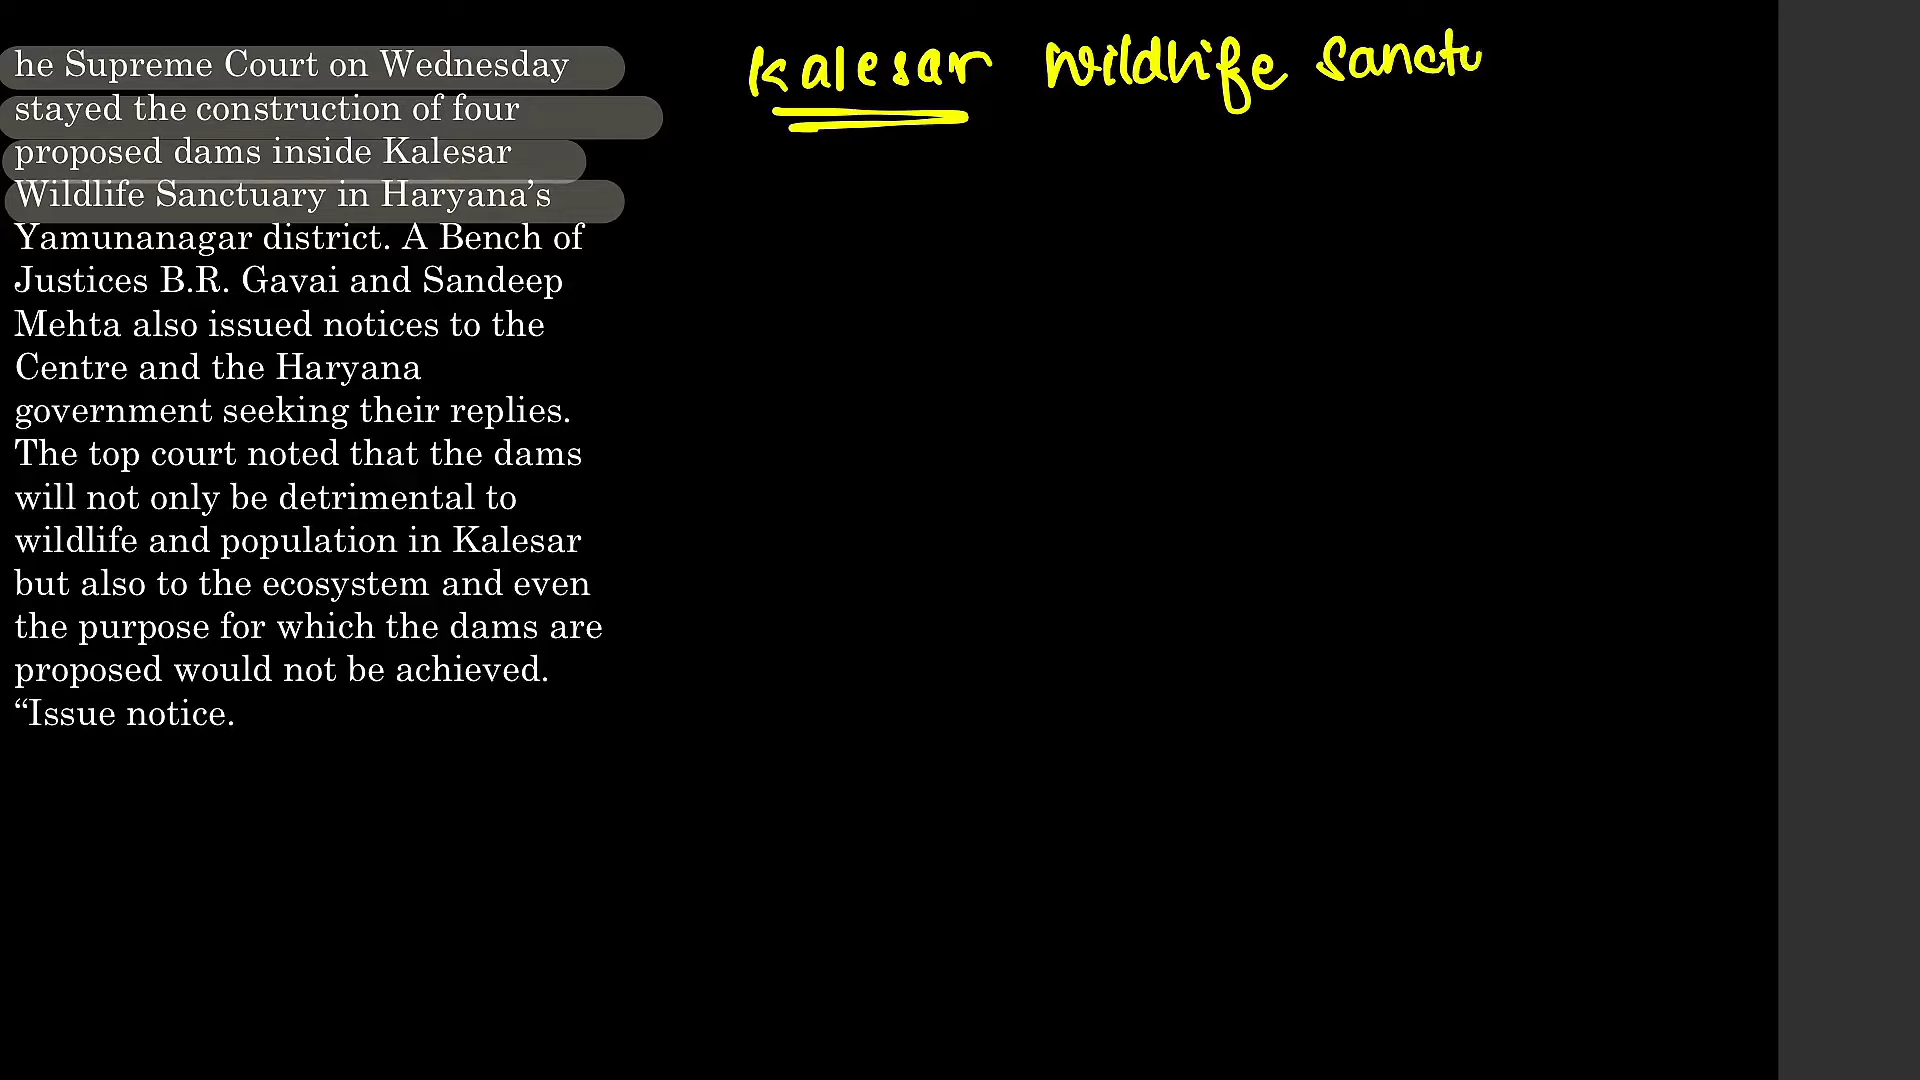 he Supreme Court on Wednesday
stayed the construction of four
proposed dams inside Kalesar
Wildlife Sanctuary in Haryana’s
Yamunanagar district. A Bench of
Justices B.R. Gavai and Sandeep
Mehta also issued notices to the
Centre and the Haryana
government seeking their replies.
The top court noted that the dams
will not only be detrimental to
wildlife and population in Kalesar
but also to the ecosystem and even
the purpose for which the dams are
proposed would not be achieved.
“Issue notice.
Kalesar Wildlife Sanctu